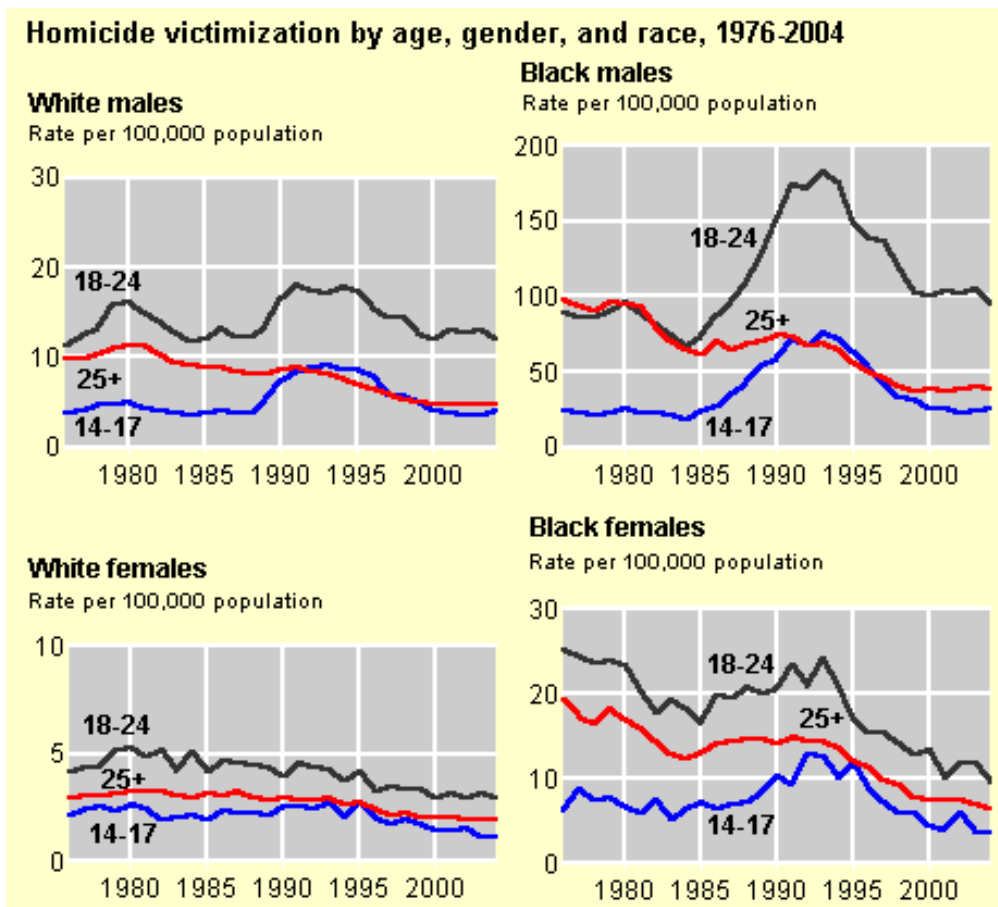 Homicide victimization by age, gender, and race, 1976-2004
White males
Rate per 100,000 population
30
20
10
0
18-24
25+
14-17
1980 1985 1990 1995 2000
Black males
Rate per 100,000 population
200
150
100
50
0
18-24
25+
14-17
1980 1985 1990 1995 2000
White females
Rate per 100,000 population
10
5
0
18-24
25+
14-17
1980 1985 1990 1995 2000
Black females
Rate per 100,000 population
30
20
10
0
18-24
25+
14-17
1980 1985 1990 1995 2000